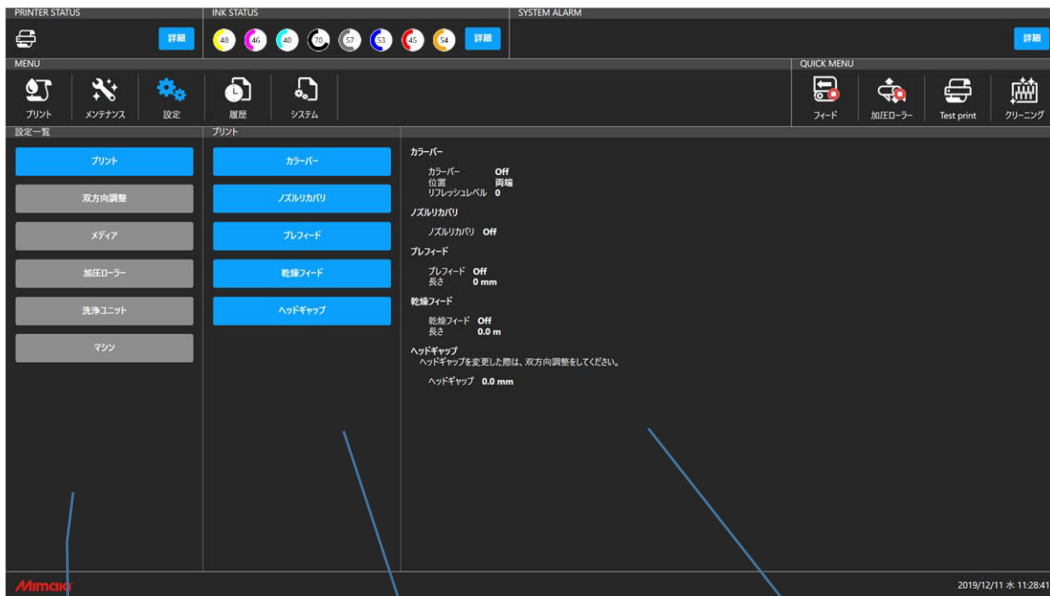 PRINTER STATUS
INK STATUS
SYSTEM ALARM
詳細
48 46 40 70 57 53 45 54
詳細
詳細
MENU
QUICK MENU
プリント メンテナンス 設定 履歴 システム
フィード 加圧ローラー Test print クリーニング
設定一覧
プリント
双方向調整
メディア
加圧ローラー
洗浄ユニット
マシン
プリント
カラーバー
ノズルリカバリ
プレフィード
乾燥フィード
ヘッドギャップ
カラーバー
カラーバー Off
位置 両端
リフレッシュレベル 0
ノズルリカバリ
ノズルリカバリ Off
プレフィード
プレフィード Off
長さ 0 mm
乾燥フィード
乾燥フィード Off
長さ 0.0 m
ヘッドギャップ
ヘッドギャップを変更した際は、双方向調整をしてください。
ヘッドギャップ 0.0 mm
Mimaki
2019/12/11 水 11:28:41